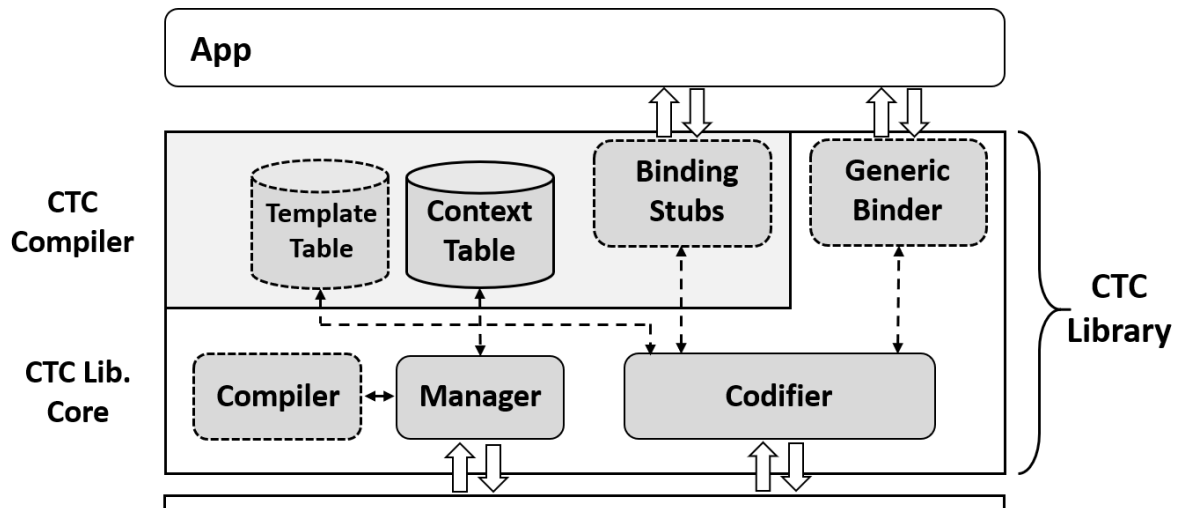 App
CTC
Compiler
Template
Table
Context
Table
Binding
Stubs
Generic
Binder
CTC
Library
CTC Lib.
Core
Compiler
Manager
Codifier